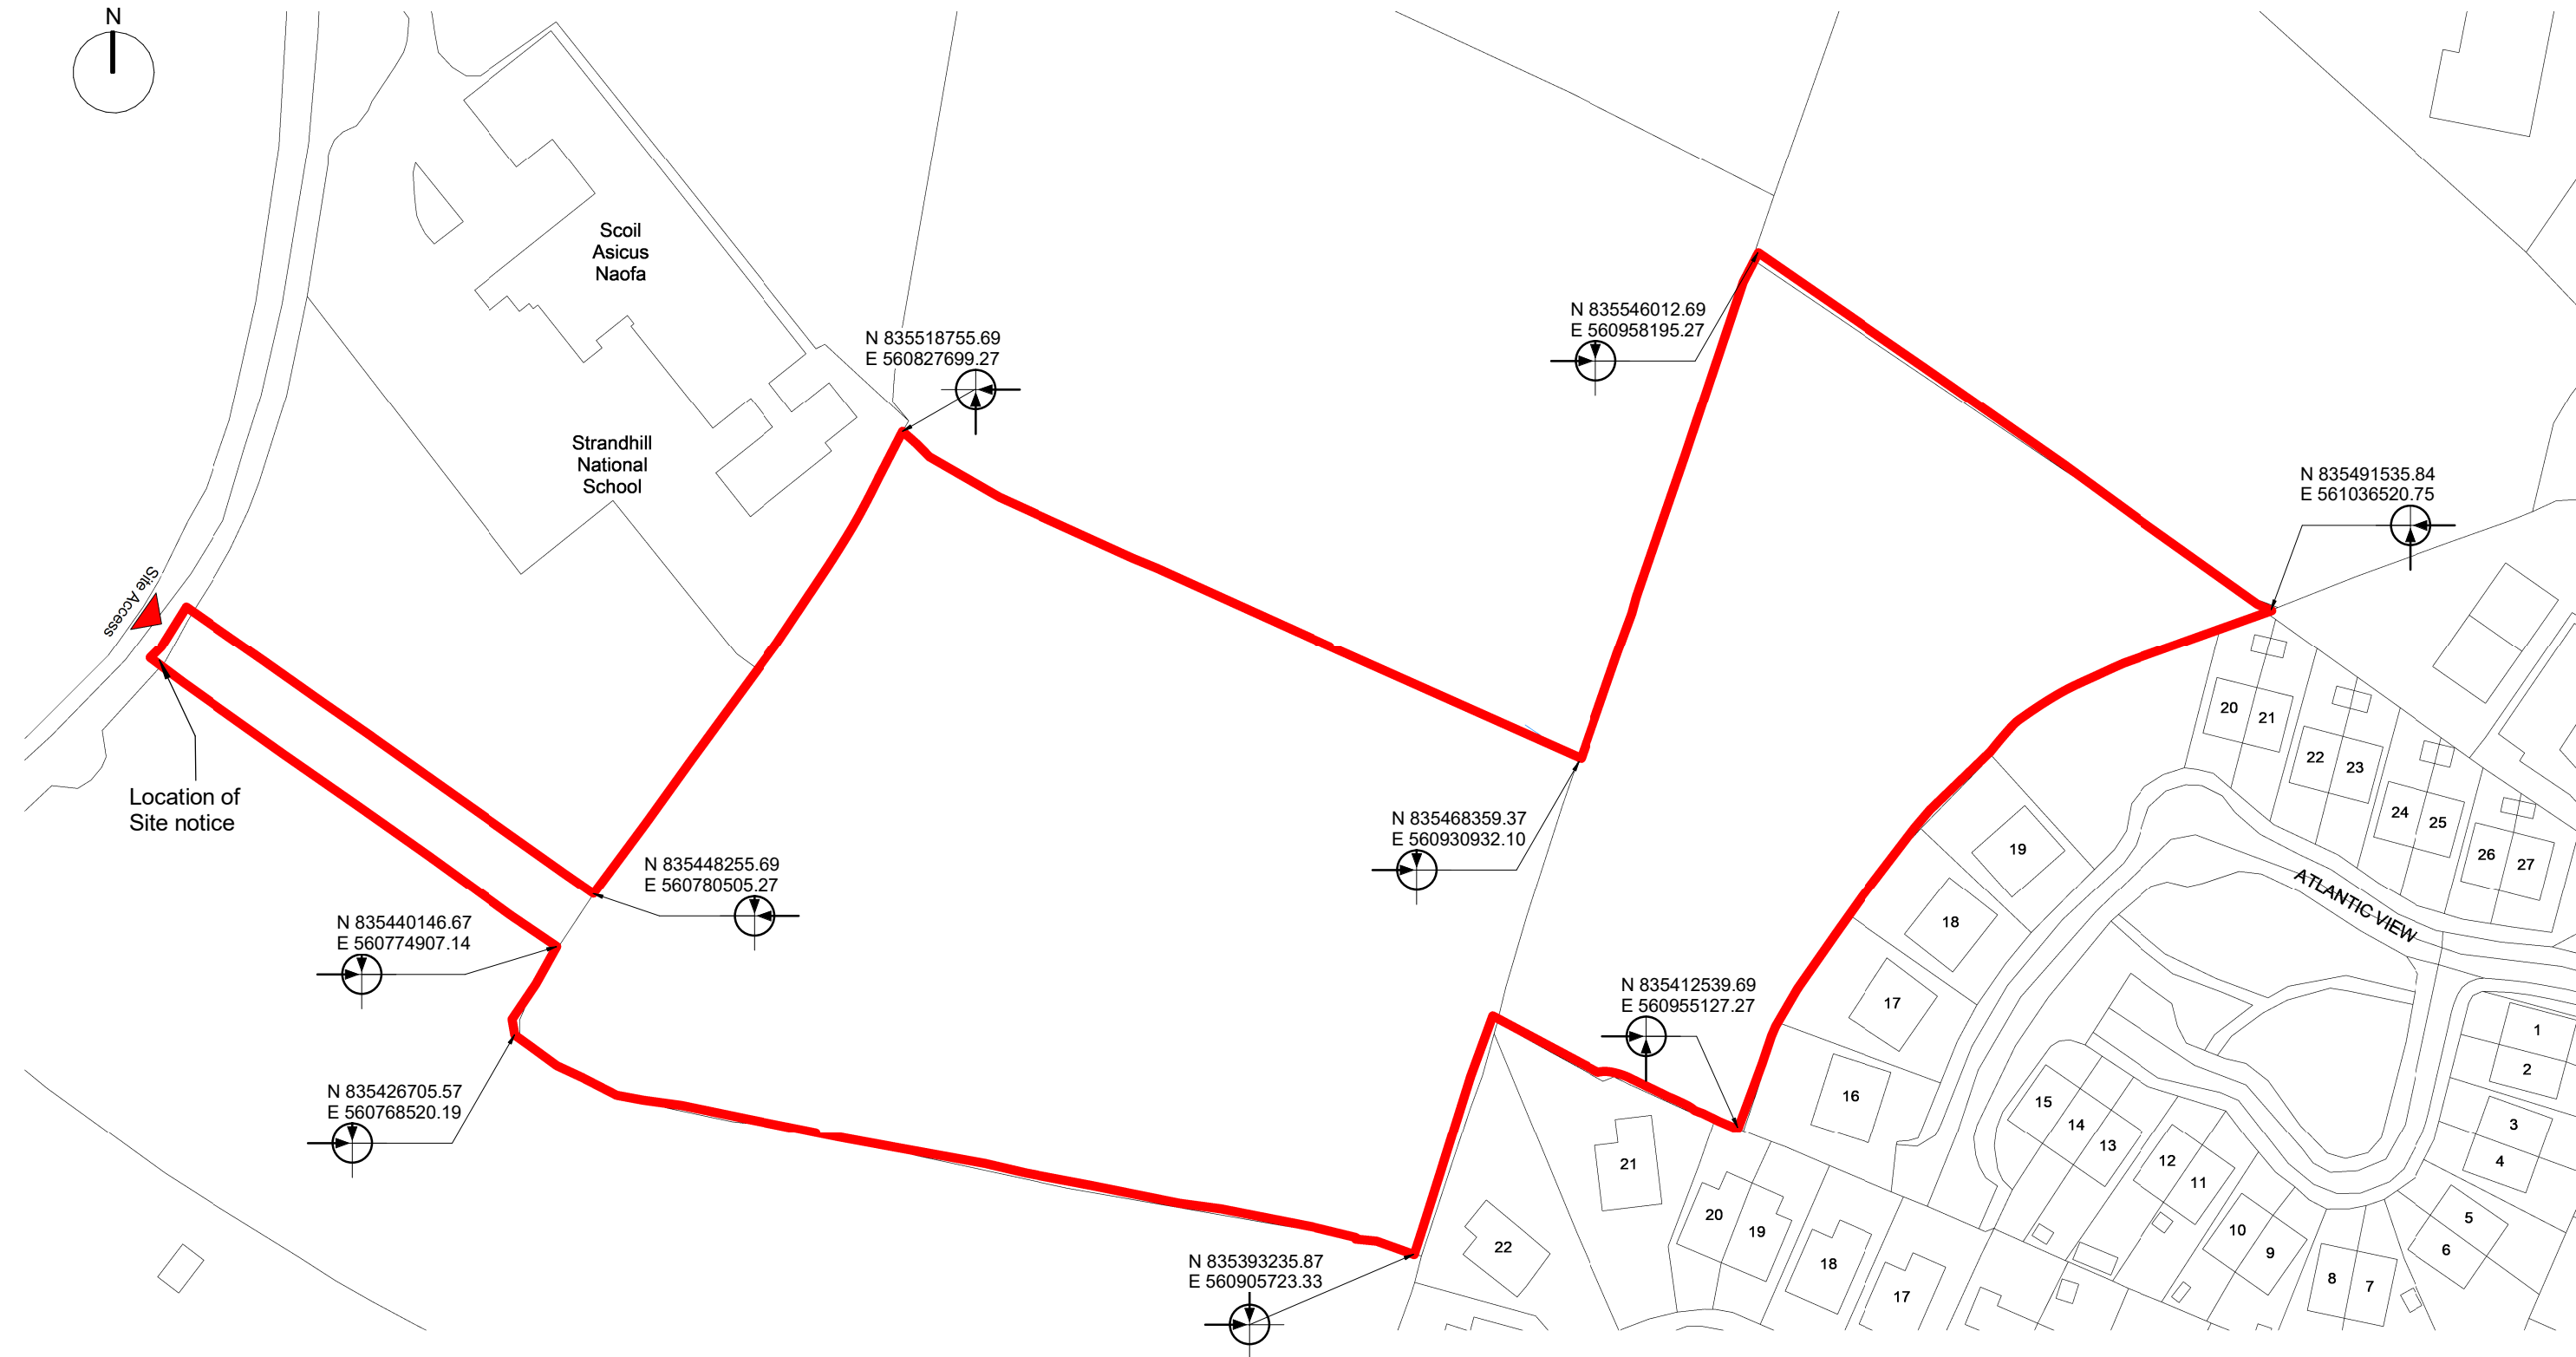 N
Scoil
Asicus
Naofa
N 835518755.69
E 560827699.27
N 835546012.69
E 560958195.27
Strandhill
National
School
N 835491535.84
E 561036520.75
Site Access
Location of
Site notice
N 835448255.69
E 560780505.27
N 835440146.67
E 560774907.14
N 835468359.37
E 560930932.10
N 835412539.69
E 560955127.27
N 835426705.57
E 560768520.19
N 835393235.87
E 560905723.33
20
21
22
23
24
25
26
27
19
18
17
16
ATLANTIC VIEW
1
2
3
4
5
6
15
14
13
12
11
10
9
8
7
21
22
20
19
18
17